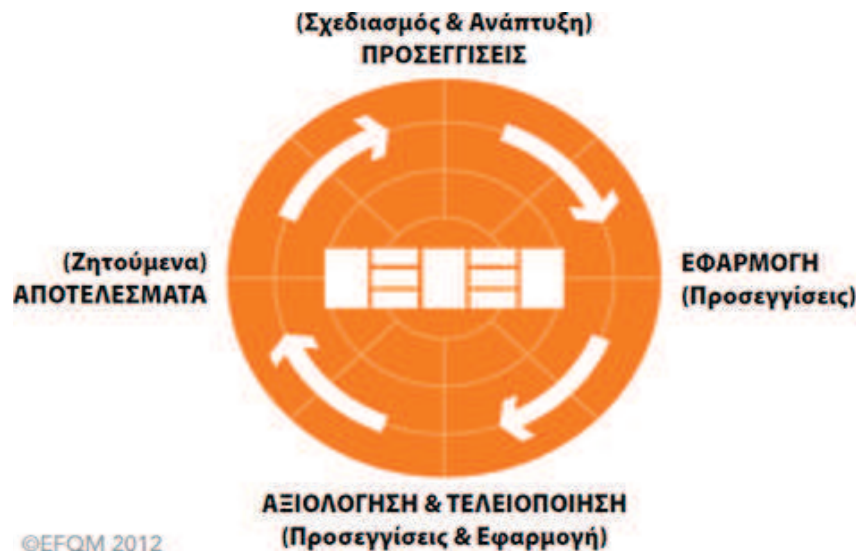 (Σχεδιασμός & Ανάπτυξη)
ΠΡΟΣΕΓΓΙΣΕΙΣ
(Ζητούμενα)
ΑΠΟΤΕΛΕΣΜΑΤΑ
ΕΦΑΡΜΟΓΗ
(Προσεγγίσεις)
ΑΞΙΟΛΟΓΗΣΗ & ΤΕΛΕΙΟΠΟΙΗΣΗ
(Προσεγγίσεις & Εφαρμογή)
©EFQM 2012